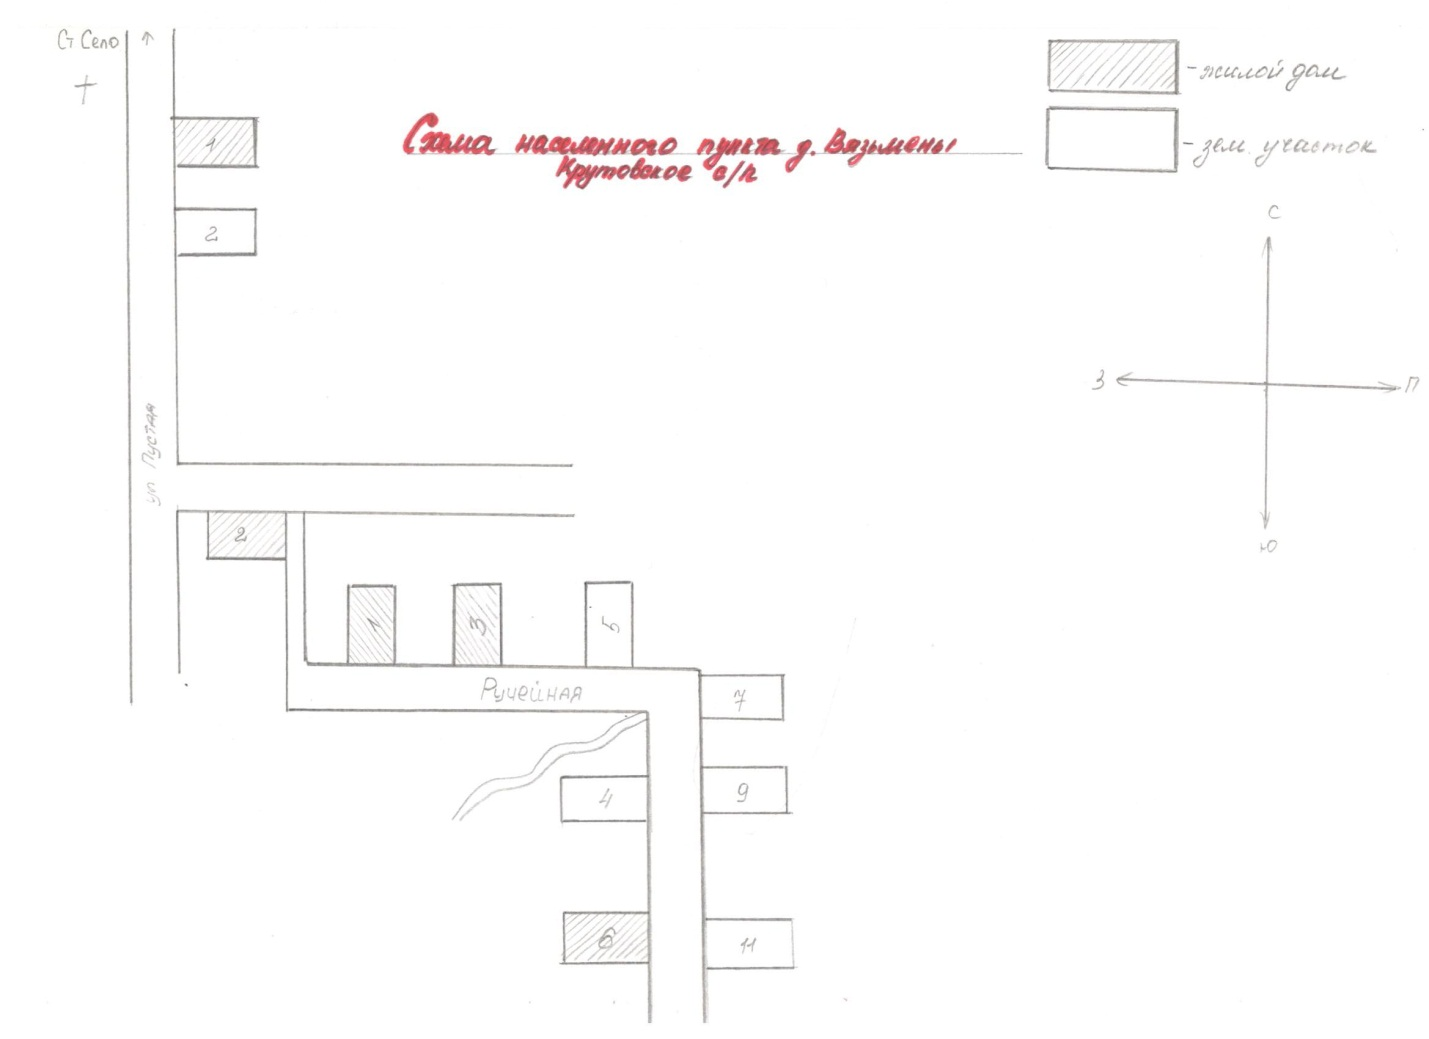 Ст Село
- жилой дом
Схема населенного пункта д. Вязьмены
Крутовское с/п
- зем. участок
1
2
С
З
П
Ю
ул Пустая
2
1
3
5
Ручейная
7
4
9
6
11